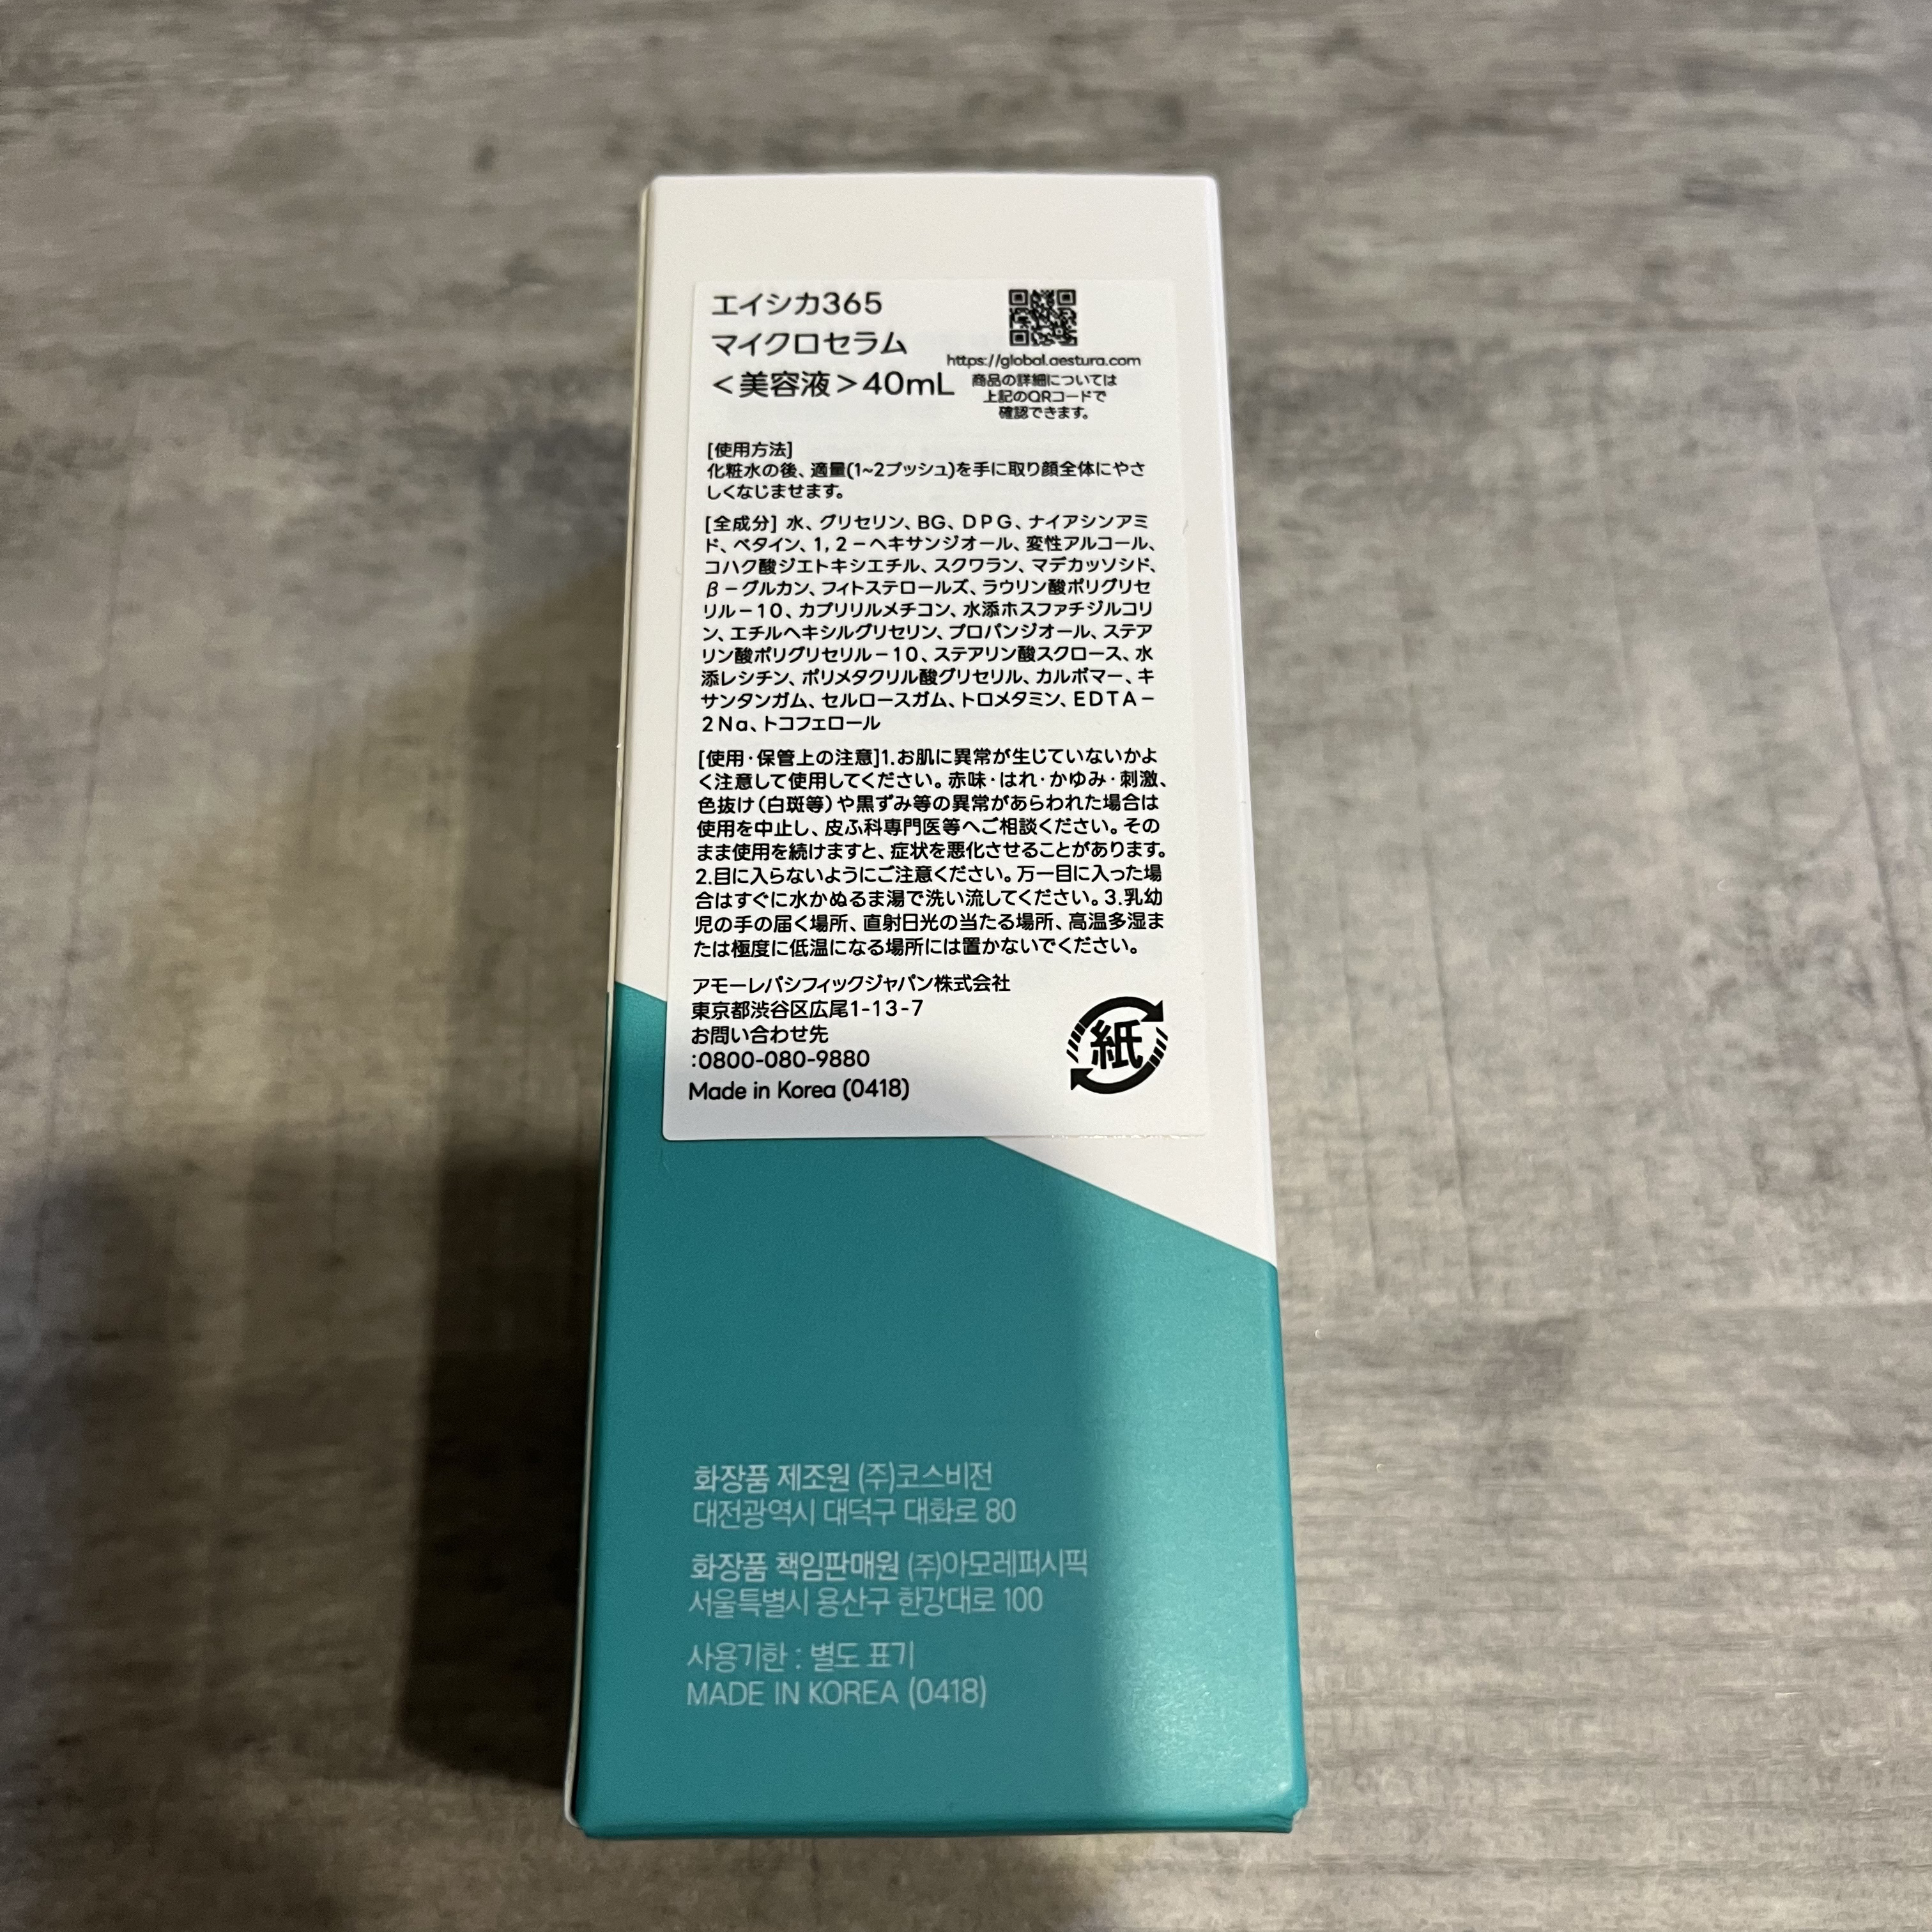 エイシカ365
マイクロセラム
＜美容液＞40mL
https://global.aestura.com
商品の詳細については
上記のQRコードで
確認できます。
[使用方法]
化粧水の後、適量(1~2プッシュ)を手に取り顔全体にやさ
しくなじませます。
[全成分] 水、グリセリン、BG、DPG、ナイアシンアミ
ド、ベタイン、1,2－ヘキサンジオール、変性アルコール、
コハク酸ジエトキシエチル、スクワラン、マデカッソシド、
β－グルカン、フィトステロールズ、ラウリン酸ポリグリセ
リル－10、カプリリルメチコン、水添ホスファチジルコリ
ン、エチルヘキシルグリセリン、プロパンジオール、ステア
リン酸ポリグリセリル－10、ステアリン酸スクロース、水
添レシチン、ポリメタクリル酸グリセリル、カルボマー、キ
サンタンガム、セルロースガム、トロメタミン、EDTA－
2Na、トコフェロール
[使用・保管上の注意]1.お肌に異常が生じていないかよ
く注意して使用してください。赤味・はれ・かゆみ・刺激、
色抜け（白斑等）や黒ずみ等の異常があらわれた場合は
使用を中止し、皮ふ科専門医等へご相談ください。その
まま使用を続けますと、症状を悪化させることがあります。
2.目に入らないようにご注意ください。万一目に入った場
合はすぐに水かぬるま湯で洗い流してください。3.乳幼
児の手の届く場所、直射日光の当たる場所、高温多湿ま
たは極度に低温になる場所には置かないでください。
アモーレパシフィックジャパン株式会社
東京都渋谷区広尾1-13-7
お問い合わせ先
:0800-080-9880
Made in Korea (0418)
紙
화장품 제조원 (주)코스비전
대전광역시 대덕구 대화로 80
화장품 책임판매원 (주)아모레퍼시픽
서울특별시 용산구 한강대로 100
사용기한 : 별도 표기
MADE IN KOREA (0418)